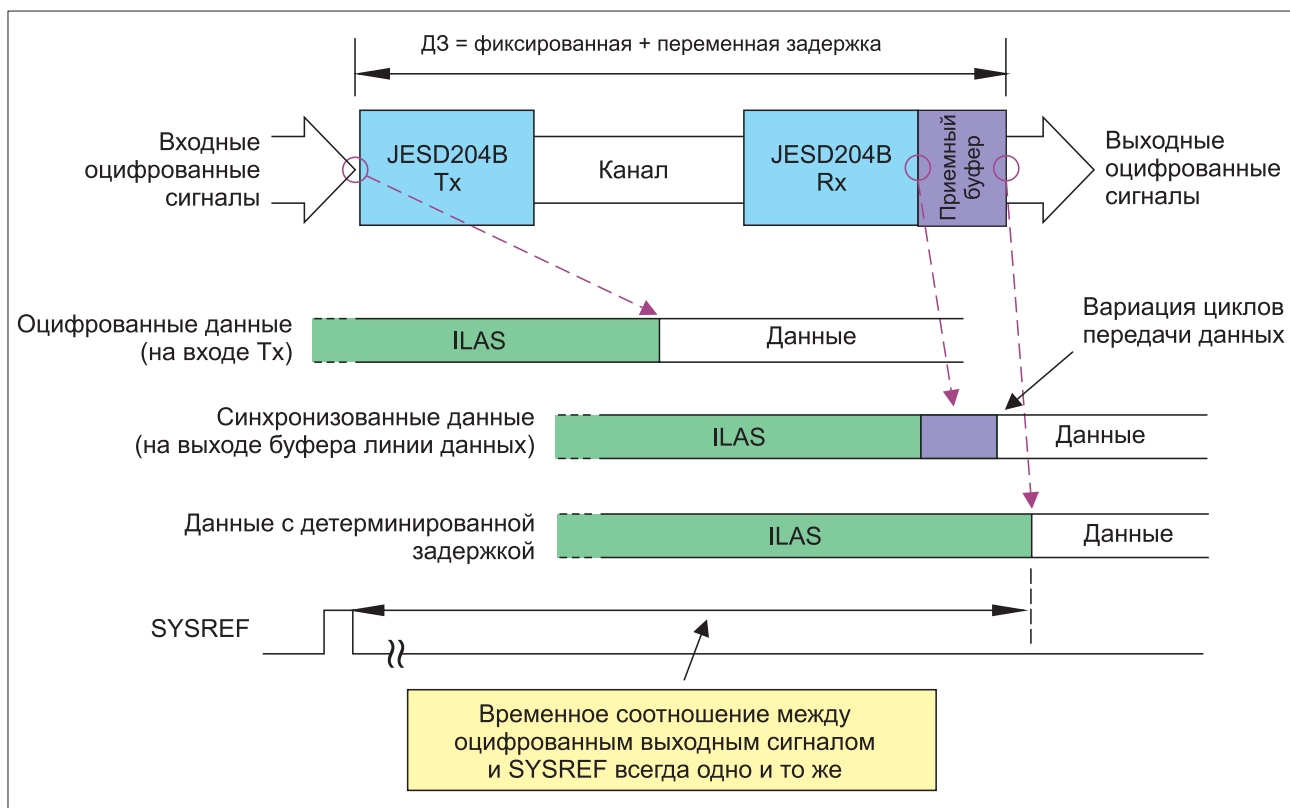 ДЗ = фиксированная + переменная задержка
Входные
оцифрованные
сигналы
JESD204B
Tx
Канал
JESD204B
Rx
Приемный
буфер
Выходные
оцифрованные
сигналы
Оцифрованные данные
(на входе Tx)
ILAS
Данные
Вариация циклов
передачи данных
Синхронизованные данные
(на выходе буфера линии данных)
ILAS
Данные
Данные с детерминированной
задержкой
ILAS
Данные
SYSREF
Временное соотношение между
оцифрованным выходным сигналом
и SYSREF всегда одно и то же